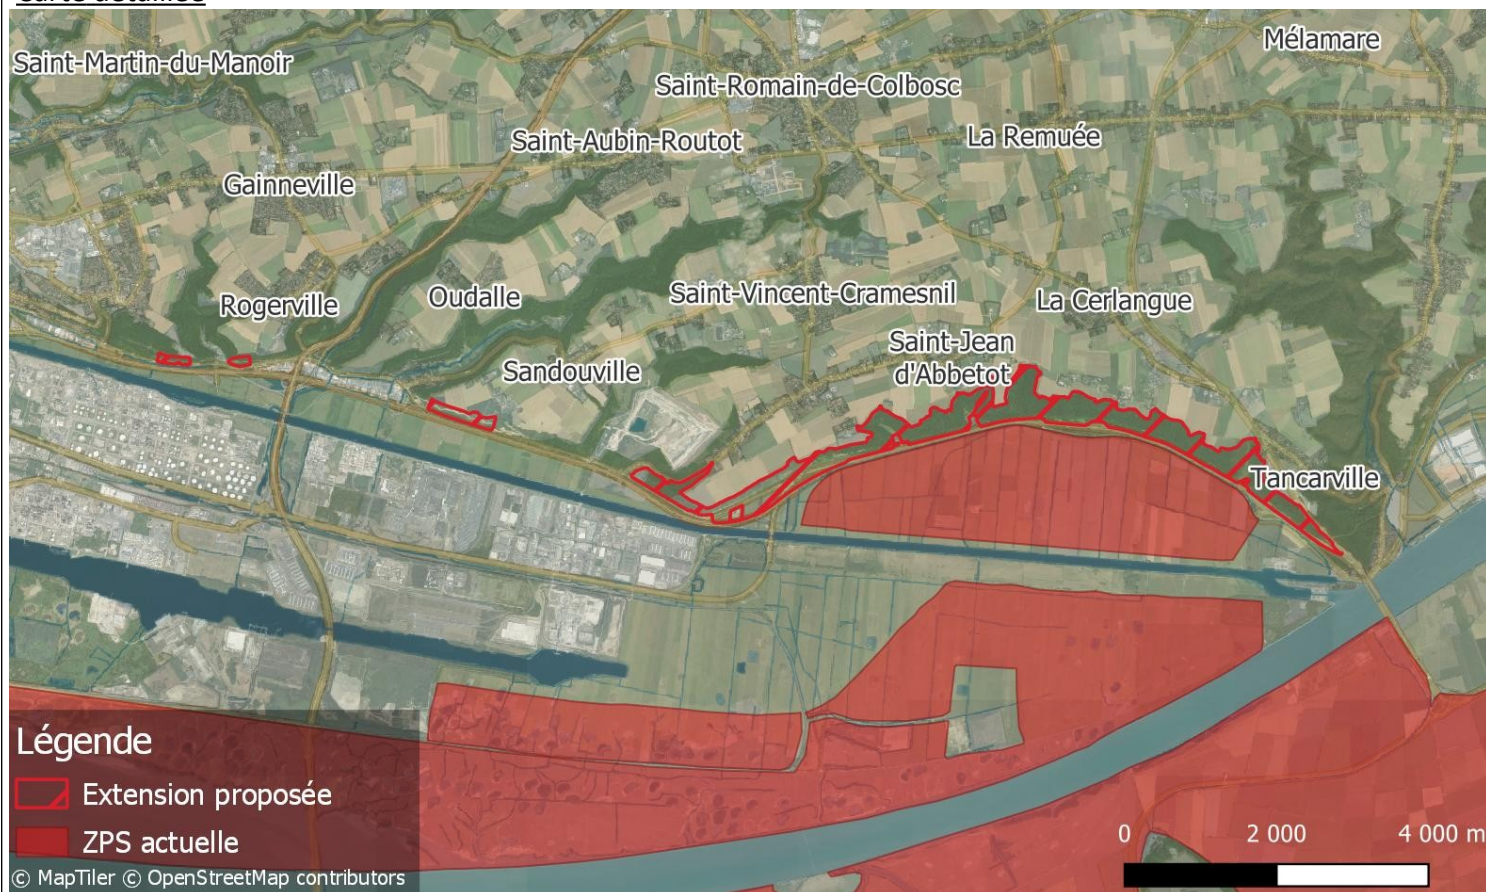 Carte détaillée
Mélamare
Saint-Martin-du-Manoir
Saint-Romain-de-Colbosc
La Remuée
Saint-Aubin-Routot
Gainneville
Saint-Vincent-Cramesnil
La Cerlangue
Oudalle
Rogerville
Saint-Jean
d'Abbetot
Sandouville
Tancarville
Légende
Extension proposée
ZPS actuelle
0 2 000 4 000 m
© MapTiler © OpenStreetMap contributors